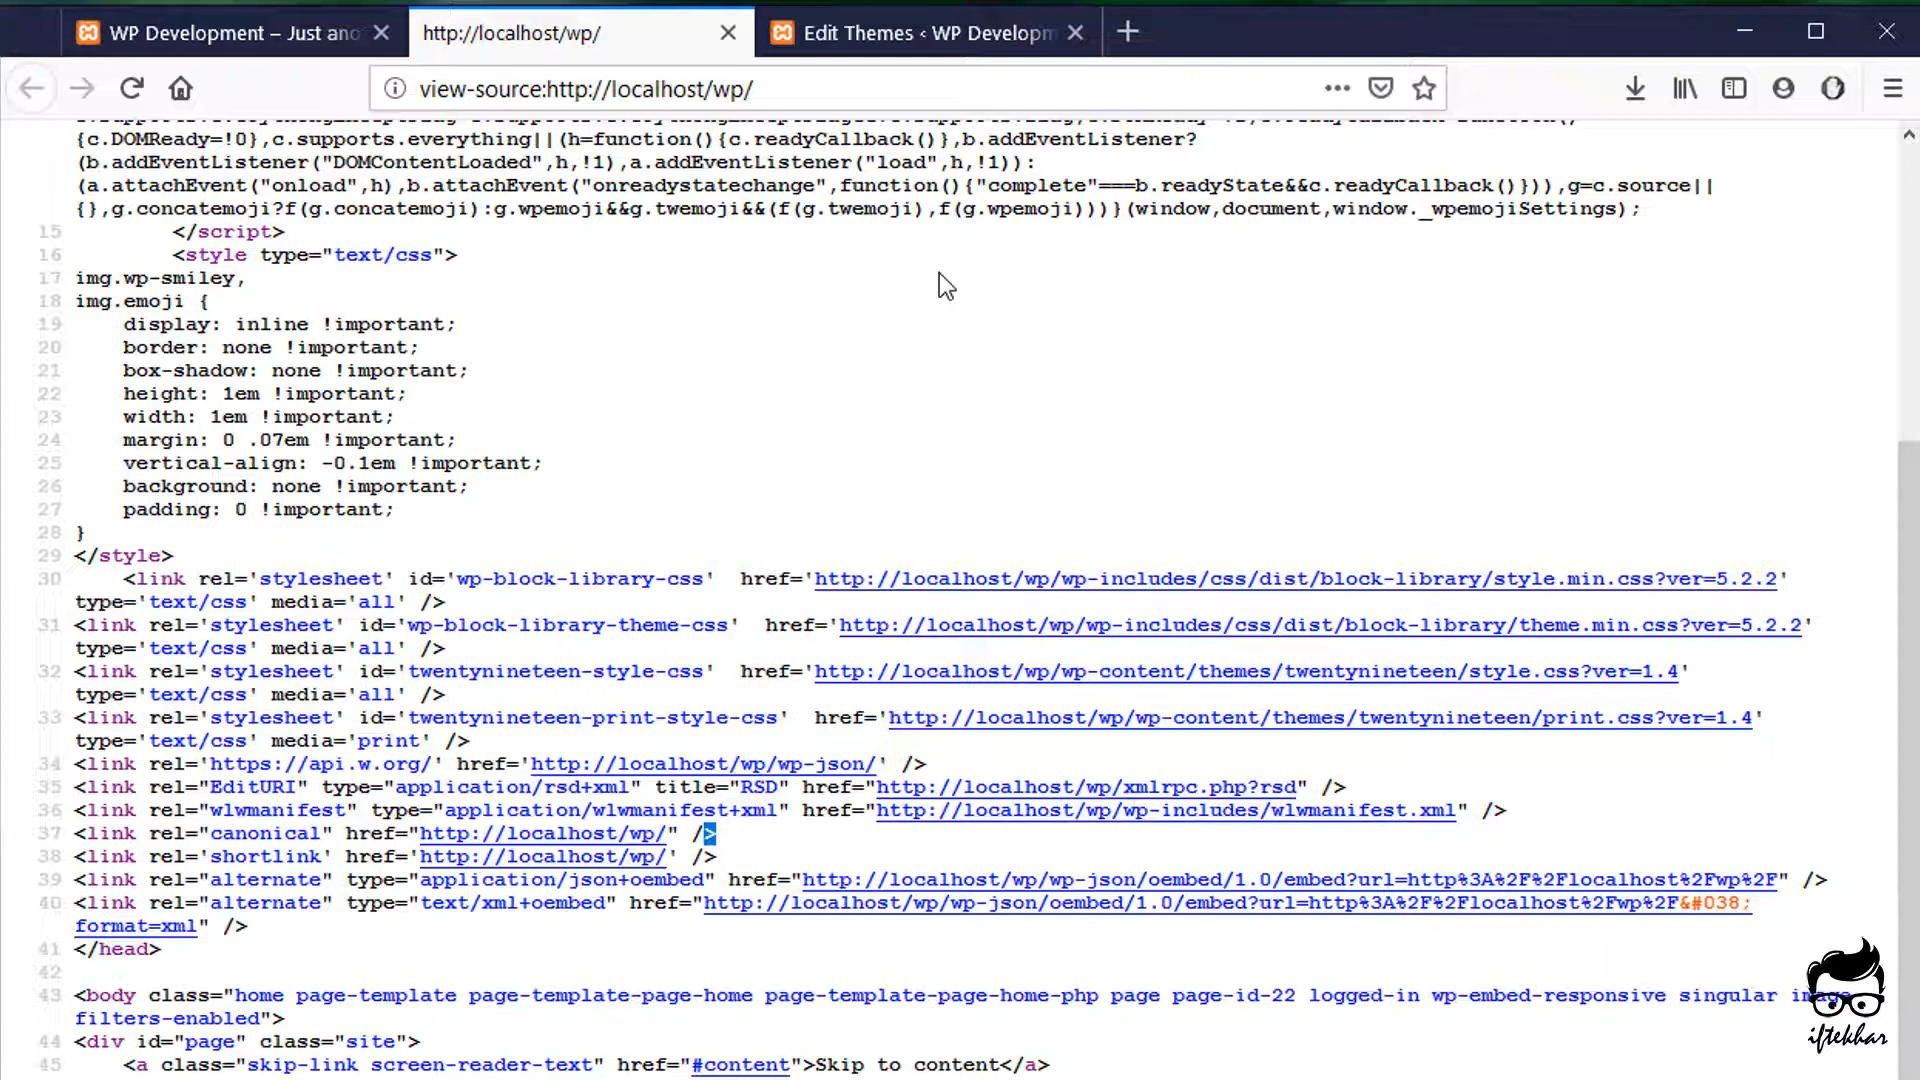 WP Development – Just ano
http://localhost/wp/
Edit Themes ‹ WP Developm
view-source:http://localhost/wp/
{c.DOMReady=!0},c.supports.everything||(h=function(){c.readyCallback()},b.addEventListener?
(b.addEventListener("DOMContentLoaded",h,!1),a.addEventListener("load",h,!1)):
(a.attachEvent("onload",h),b.attachEvent("onreadystatechange",function(){"complete"===b.readyState&&c.readyCallback()})),g=c.source||
{},g.concatemoji?f(g.concatemoji):g.wpemoji&&g.twemoji&&(f(g.twemoji),f(g.wpemoji)))}(window,document,window._wpemojiSettings);
15 </script>
16 <style type="text/css">
17 img.wp-smiley,
18 img.emoji {
19 display: inline !important;
20 border: none !important;
21 box-shadow: none !important;
22 height: 1em !important;
23 width: 1em !important;
24 margin: 0 .07em !important;
25 vertical-align: -0.1em !important;
26 background: none !important;
27 padding: 0 !important;
28 }
29 </style>
30 <link rel='stylesheet' id='wp-block-library-css' href='http://localhost/wp/wp-includes/css/dist/block-library/style.min.css?ver=5.2.2'
type='text/css' media='all' />
31 <link rel='stylesheet' id='wp-block-library-theme-css' href='http://localhost/wp/wp-includes/css/dist/block-library/theme.min.css?ver=5.2.2'
type='text/css' media='all' />
32 <link rel='stylesheet' id='twentynineteen-style-css' href='http://localhost/wp/wp-content/themes/twentynineteen/style.css?ver=1.4'
type='text/css' media='all' />
33 <link rel='stylesheet' id='twentynineteen-print-style-css' href='http://localhost/wp/wp-content/themes/twentynineteen/print.css?ver=1.4'
type='text/css' media='print' />
34 <link rel='https://api.w.org/' href='http://localhost/wp/wp-json/' />
35 <link rel="EditURI" type="application/rsd+xml" title="RSD" href="http://localhost/wp/xmlrpc.php?rsd" />
36 <link rel="wlwmanifest" type="application/wlwmanifest+xml" href="http://localhost/wp/wp-includes/wlwmanifest.xml" />
37 <link rel="canonical" href="http://localhost/wp/" />
38 <link rel='shortlink' href='http://localhost/wp/' />
39 <link rel="alternate" type="application/json+oembed" href="http://localhost/wp/wp-json/oembed/1.0/embed?url=http%3A%2F%2Flocalhost%2Fwp%2F" />
40 <link rel="alternate" type="text/xml+oembed" href="http://localhost/wp/wp-json/oembed/1.0/embed?url=http%3A%2F%2Flocalhost%2Fwp%2F&#038;
format=xml" />
41 </head>
42
43 <body class="home page-template page-template-page-home page-template-page-home-php page page-id-22 logged-in wp-embed-responsive singular image-
filters-enabled">
44 <div id="page" class="site">
45 <a class="skip-link screen-reader-text" href="#content">Skip to content</a>
iftekhar